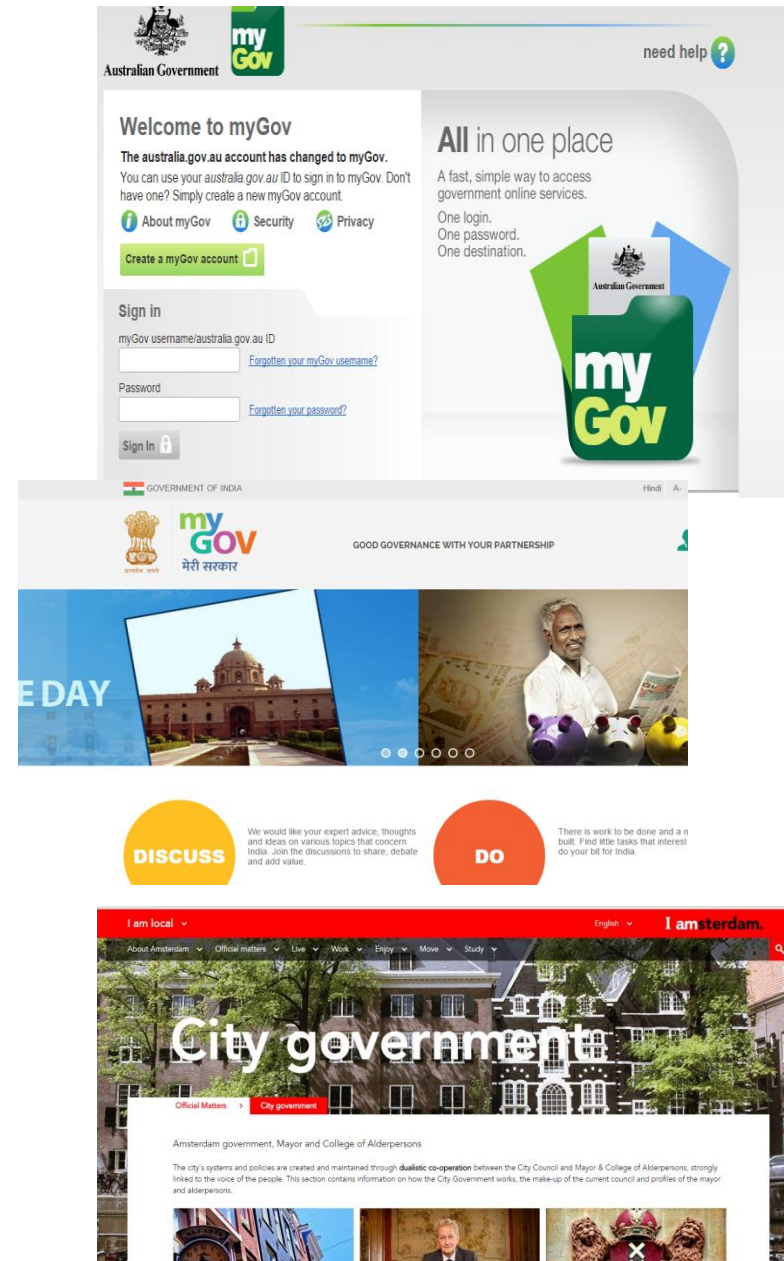 Australian Government
my
Gov
need help ?
Welcome to myGov
The australia.gov.au account has changed to myGov.
You can use your australia.gov.au ID to sign in to myGov. Don't
have one? Simply create a new myGov account.
About myGov Security Privacy
Create a myGov account
Sign in
myGov username/australia.gov.au ID
Forgotten your myGov username?
Password
Forgotten your password?
Sign In
All in one place
A fast, simple way to access
government online services.
One login.
One password.
One destination.
Australian Government
my
Gov
GOVERNMENT OF INDIA
Hindi A-
सत्यमेव जयते
my
GOV
मेरी सरकार
GOOD GOVERNANCE WITH YOUR PARTNERSHIP
E DAY
DISCUSS
We would like your expert advice, thoughts
and ideas on various topics that concern
India. Join the discussions to share, debate
and add value.
DO
There is work to be done and a n
built. Find little tasks that interest
do your bit for India.
I am local
English
I amsterdam.
About Amsterdam Official matters Live Work Enjoy Move Study
City government
Official Matters > City government
Amsterdam government, Mayor and College of Alderpersons
The city's systems and policies are created and maintained through dualistic co-operation between the City Council and Mayor & College of Alderpersons, strongly
linked to the voice of the people. This section contains information on how the City Government works, the make-up of the current council and profiles of the mayor
and alderpersons.